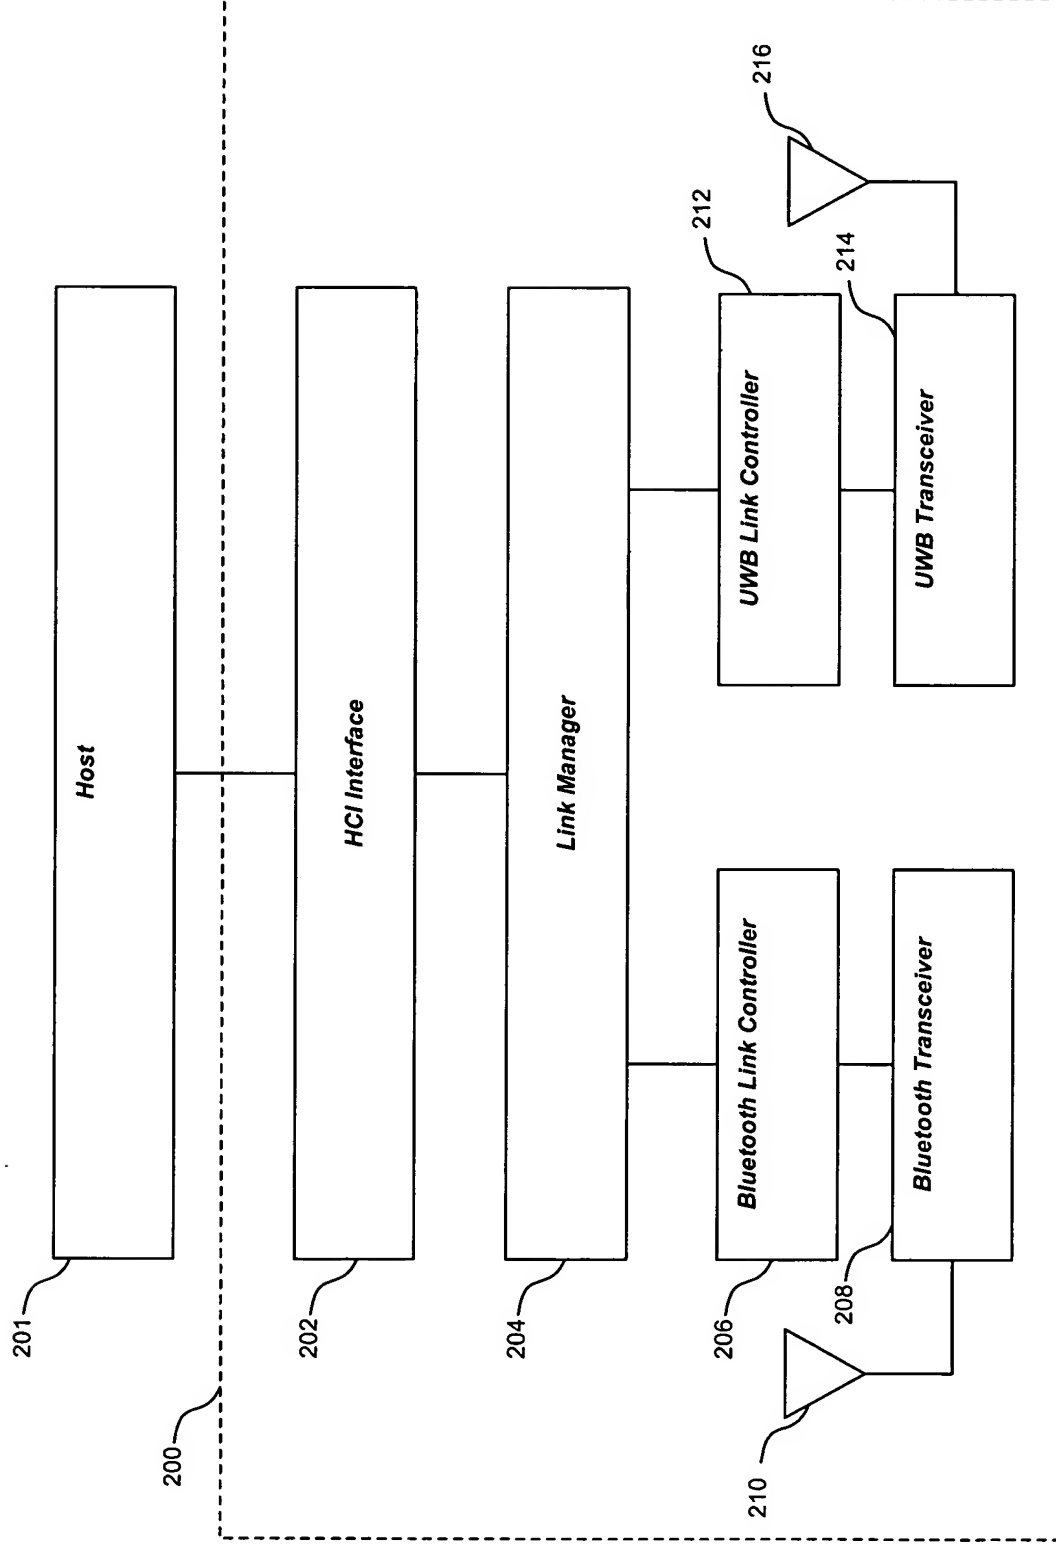 201
Host
200
202
HCI Interface
204
Link Manager
206
Bluetooth Link Controller
212
UWB Link Controller
208
Bluetooth Transceiver
214
UWB Transceiver
210
216